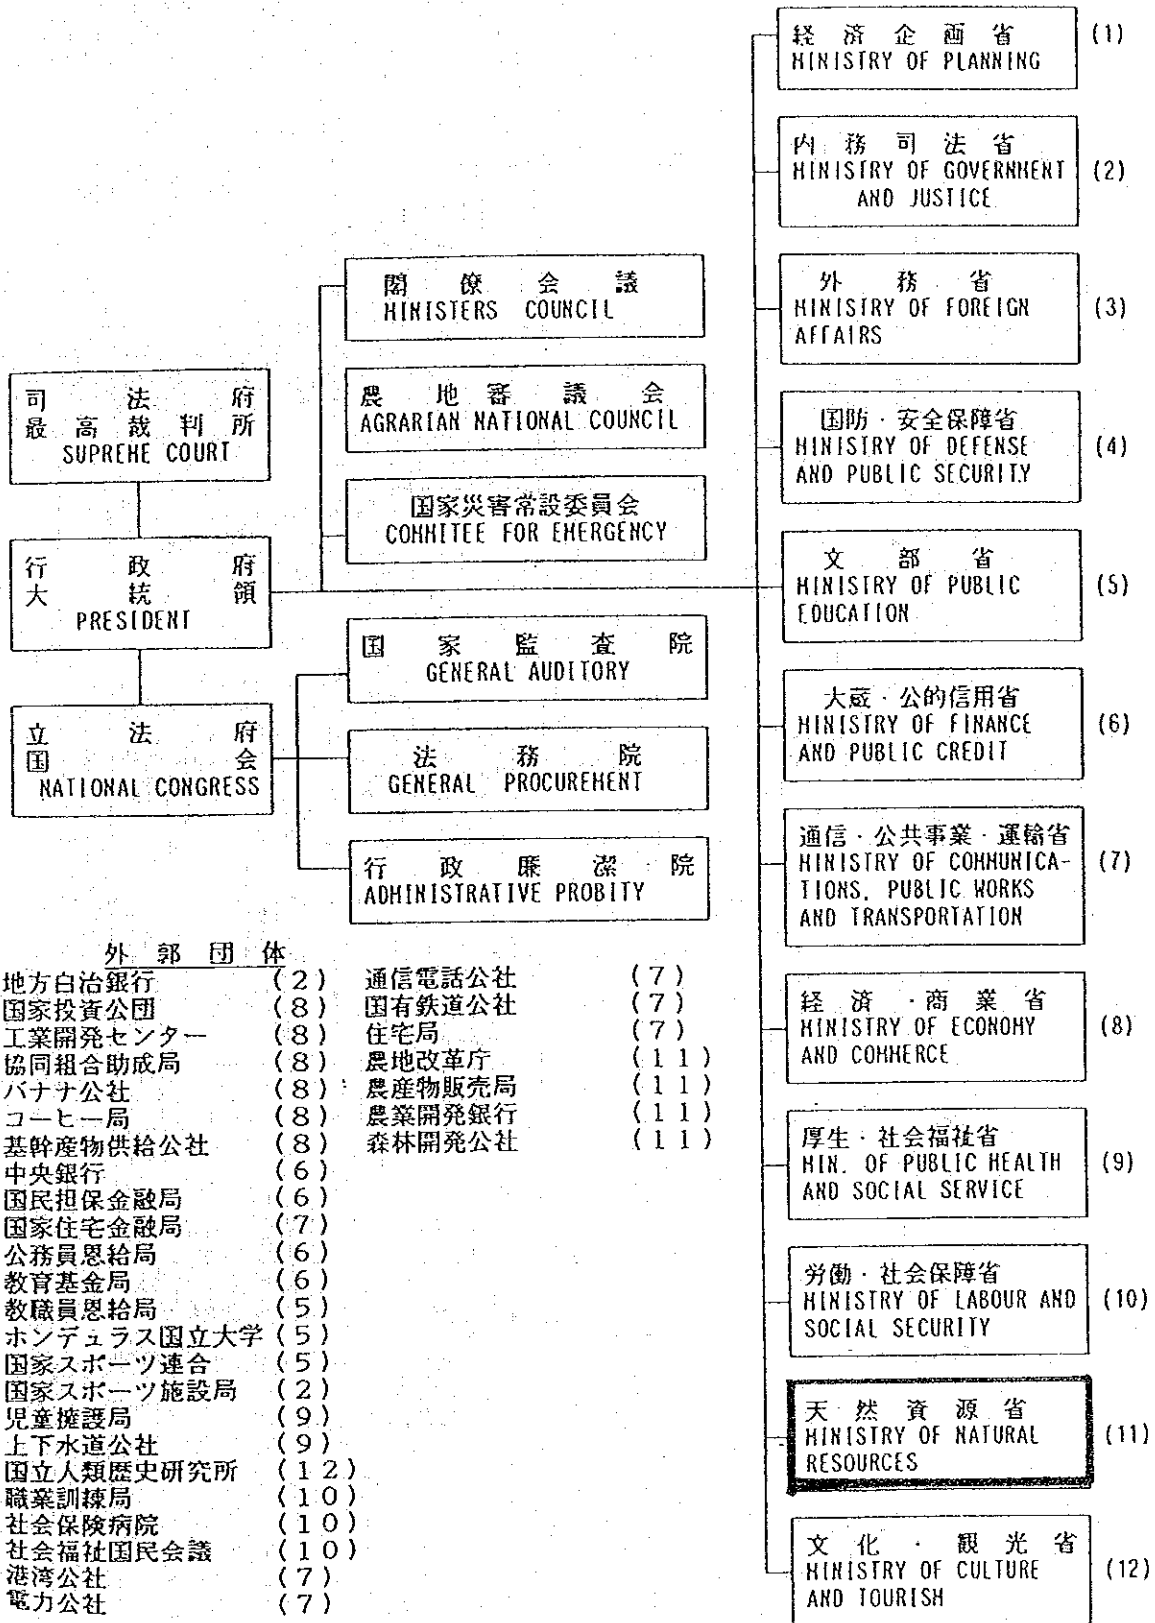 司法府
最高裁判所
SUPREME COURT
行政府
大統領
PRESIDENT
立法府
国会
NATIONAL CONGRESS
閣僚会議
MINISTERS COUNCIL
農地審議会
AGRARIAN NATIONAL COUNCIL
国家災害常設委員会
COMMITEE FOR EMERGENCY
国家監査院
GENERAL AUDITORY
法務院
GENERAL PROCUREMENT
行政廉潔院
ADMINISTRATIVE PROBITY
経済企画省 (1)
MINISTRY OF PLANNING
内務司法省
MINISTRY OF GOVERNMENT (2)
AND JUSTICE
外務省
MINISTRY OF FOREIGN (3)
AFFAIRS
国防・安全保障省
MINISTRY OF DEFENSE (4)
AND PUBLIC SECURITY
文部省
MINISTRY OF PUBLIC (5)
EDUCATION
大蔵・公的信用省
MINISTRY OF FINANCE (6)
AND PUBLIC CREDIT
通信・公共事業・運輸省
MINISTRY OF COMMUNICA- (7)
TIONS, PUBLIC WORKS
AND TRANSPORTATION
経済・商業省
MINISTRY OF ECONOMY (8)
AND COMMERCE
厚生・社会福祉省
MIN. OF PUBLIC HEALTH (9)
AND SOCIAL SERVICE
労働・社会保障省
MINISTRY OF LABOUR AND (10)
SOCIAL SECURITY
天然資源省
MINISTRY OF NATURAL (11)
RESOURCES
文化・観光省
MINISTRY OF CULTURE (12)
AND TOURISM
外郭団体
地方自治銀行 (2)
国家投資公団 (8)
工業開発センター (8)
協同組合助成局 (8)
バナナ公社 (8)
コーヒー局 (8)
基幹産物供給公社 (8)
中央銀行 (6)
国民担保金融局 (6)
国家住宅金融局 (7)
公務員恩給局 (6)
教育基金局 (6)
教職員恩給局 (5)
ホンデュラス国立大学 (5)
国家スポーツ連合 (5)
国家スポーツ施設局 (2)
児童擁護局 (9)
上下水道公社 (9)
国立人類歴史研究所 (12)
職業訓練局 (10)
社会保険病院 (10)
社会福祉国民会議 (10)
港湾公社 (7)
電力公社 (7)
通信電話公社 (7)
国有鉄道公社 (7)
住宅局 (7)
農地改革庁 (11)
農産物販売局 (11)
農業開発銀行 (11)
森林開発公社 (11)